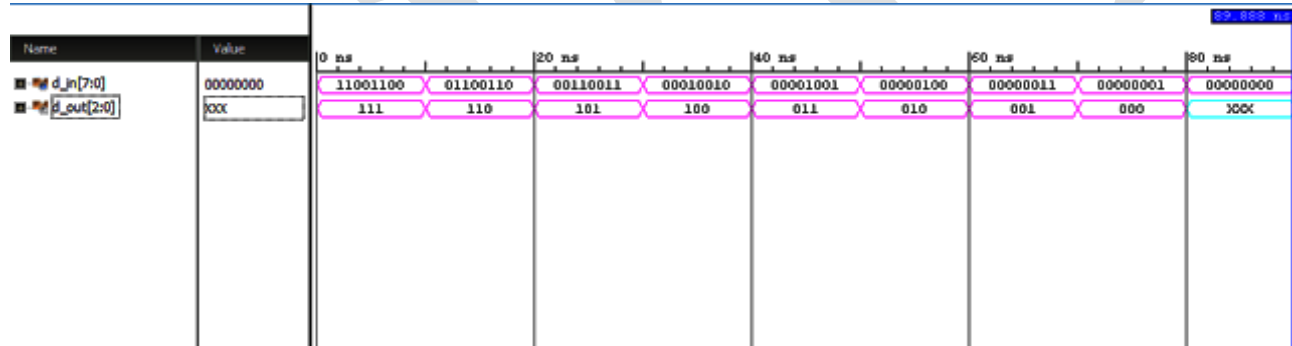 89.888 ns
Name Value 0 ns 20 ns 40 ns 60 ns 80 ns
d_in[7:0] 00000000 11001100 01100110 00110011 00010010 00001001 00000100 00000011 00000001 00000000
d_out[2:0] XXX 111 110 101 100 011 010 001 000 XXX